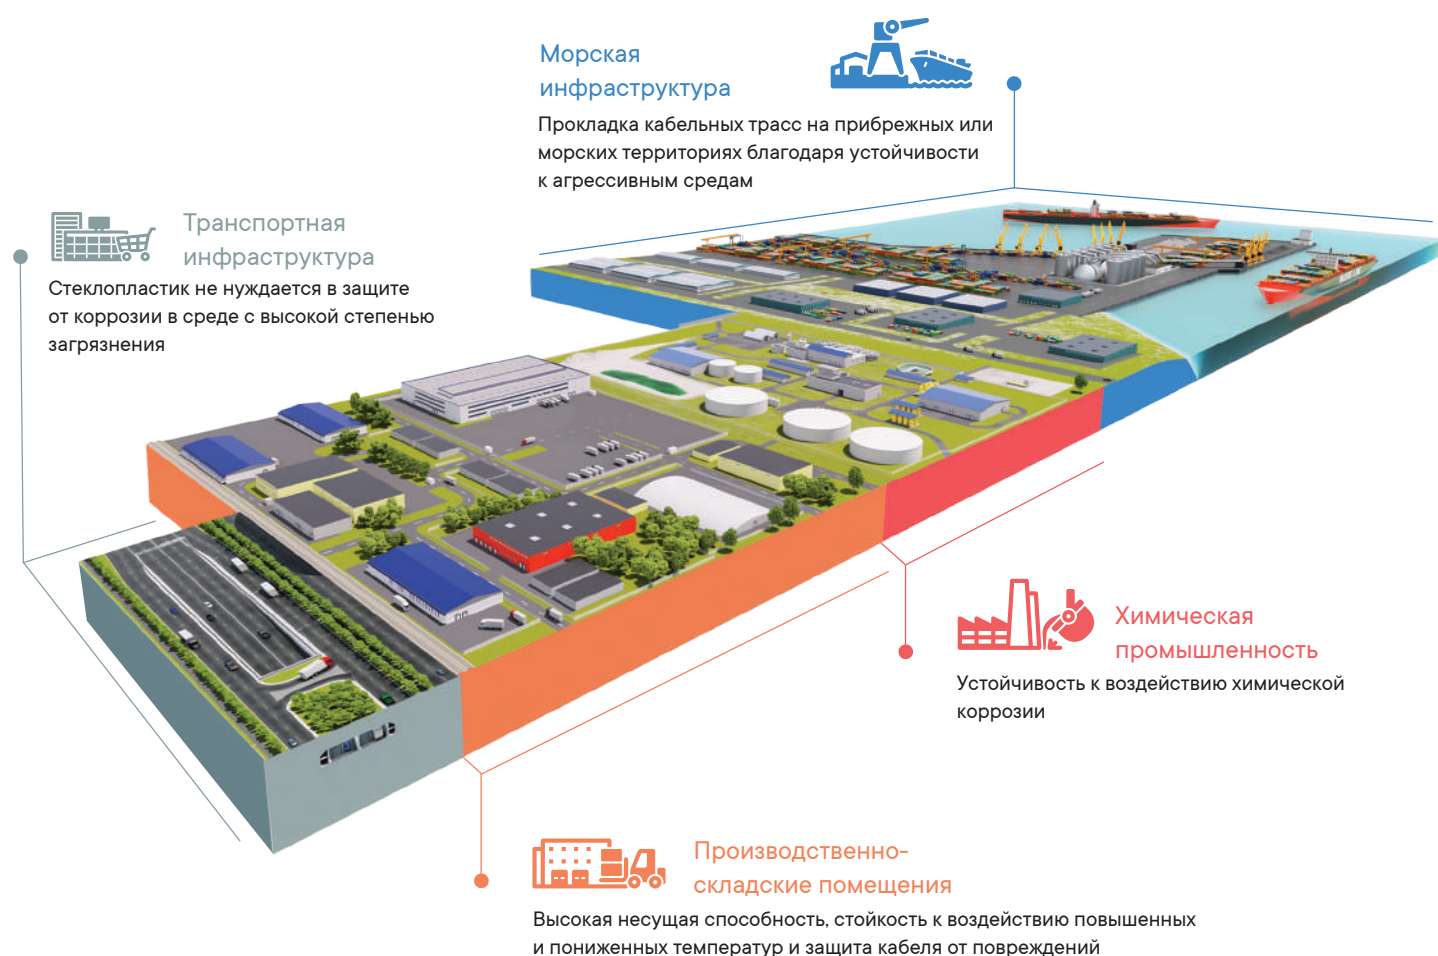 Морская
инфраструктура
Прокладка кабельных трасс на прибрежных или
морских территориях благодаря устойчивости
к агрессивным средам
Транспортная
инфраструктура
Стеклопластик не нуждается в защите
от коррозии в среде с высокой степенью
загрязнения
Химическая
промышленность
Устойчивость к воздействию химической
коррозии
Производственно-
складские помещения
Высокая несущая способность, стойкость к воздействию повышенных
и пониженных температур и защита кабеля от повреждений